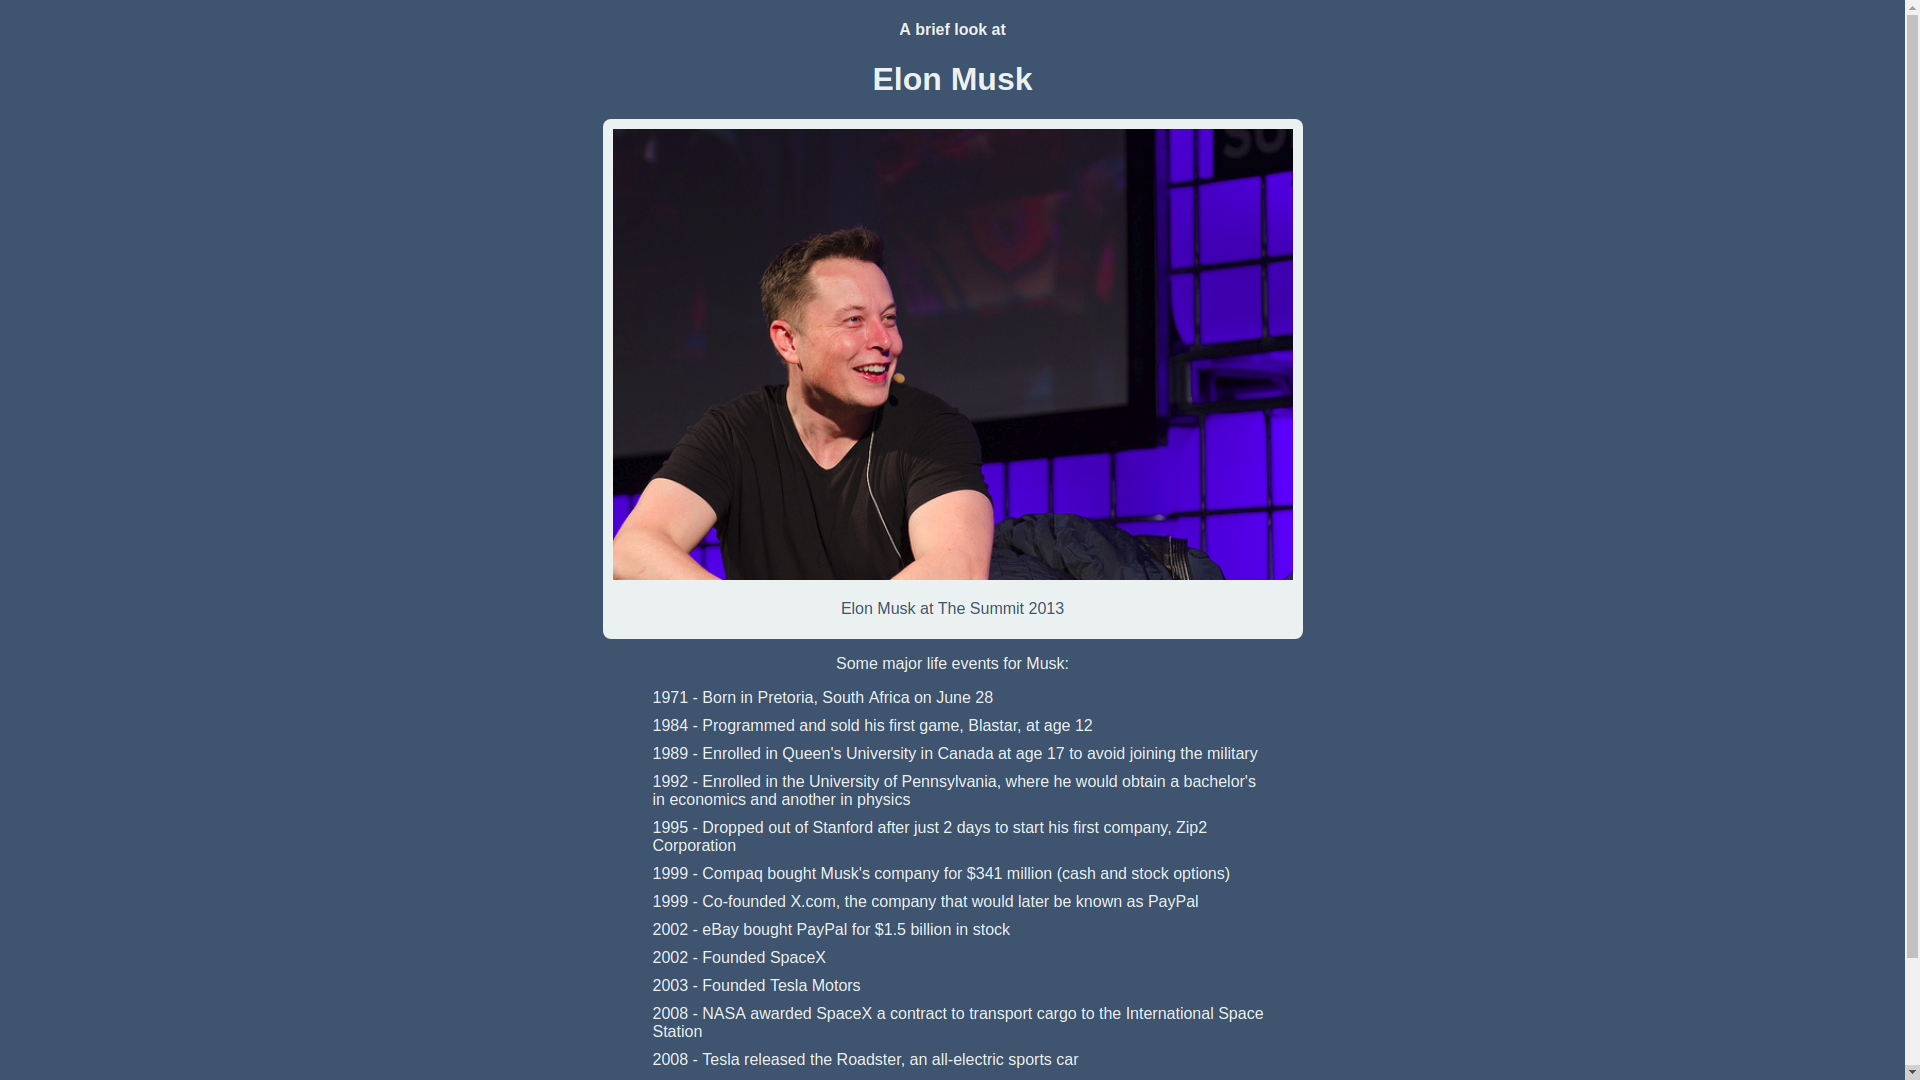 A brief look at
Elon Musk
SO
Elon Musk at The Summit 2013
Some major life events for Musk:
1971 - Born in Pretoria, South Africa on June 28
1984 - Programmed and sold his first game, Blastar, at age 12
1989 - Enrolled in Queen's University in Canada at age 17 to avoid joining the military
1992 - Enrolled in the University of Pennsylvania, where he would obtain a bachelor's
in economics and another in physics
1995 - Dropped out of Stanford after just 2 days to start his first company, Zip2
Corporation
1999 - Compaq bought Musk's company for $341 million (cash and stock options)
1999 - Co-founded X.com, the company that would later be known as PayPal
2002 - eBay bought PayPal for $1.5 billion in stock
2002 - Founded SpaceX
2003 - Founded Tesla Motors
2008 - NASA awarded SpaceX a contract to transport cargo to the International Space
Station
2008 - Tesla released the Roadster, an all-electric sports car